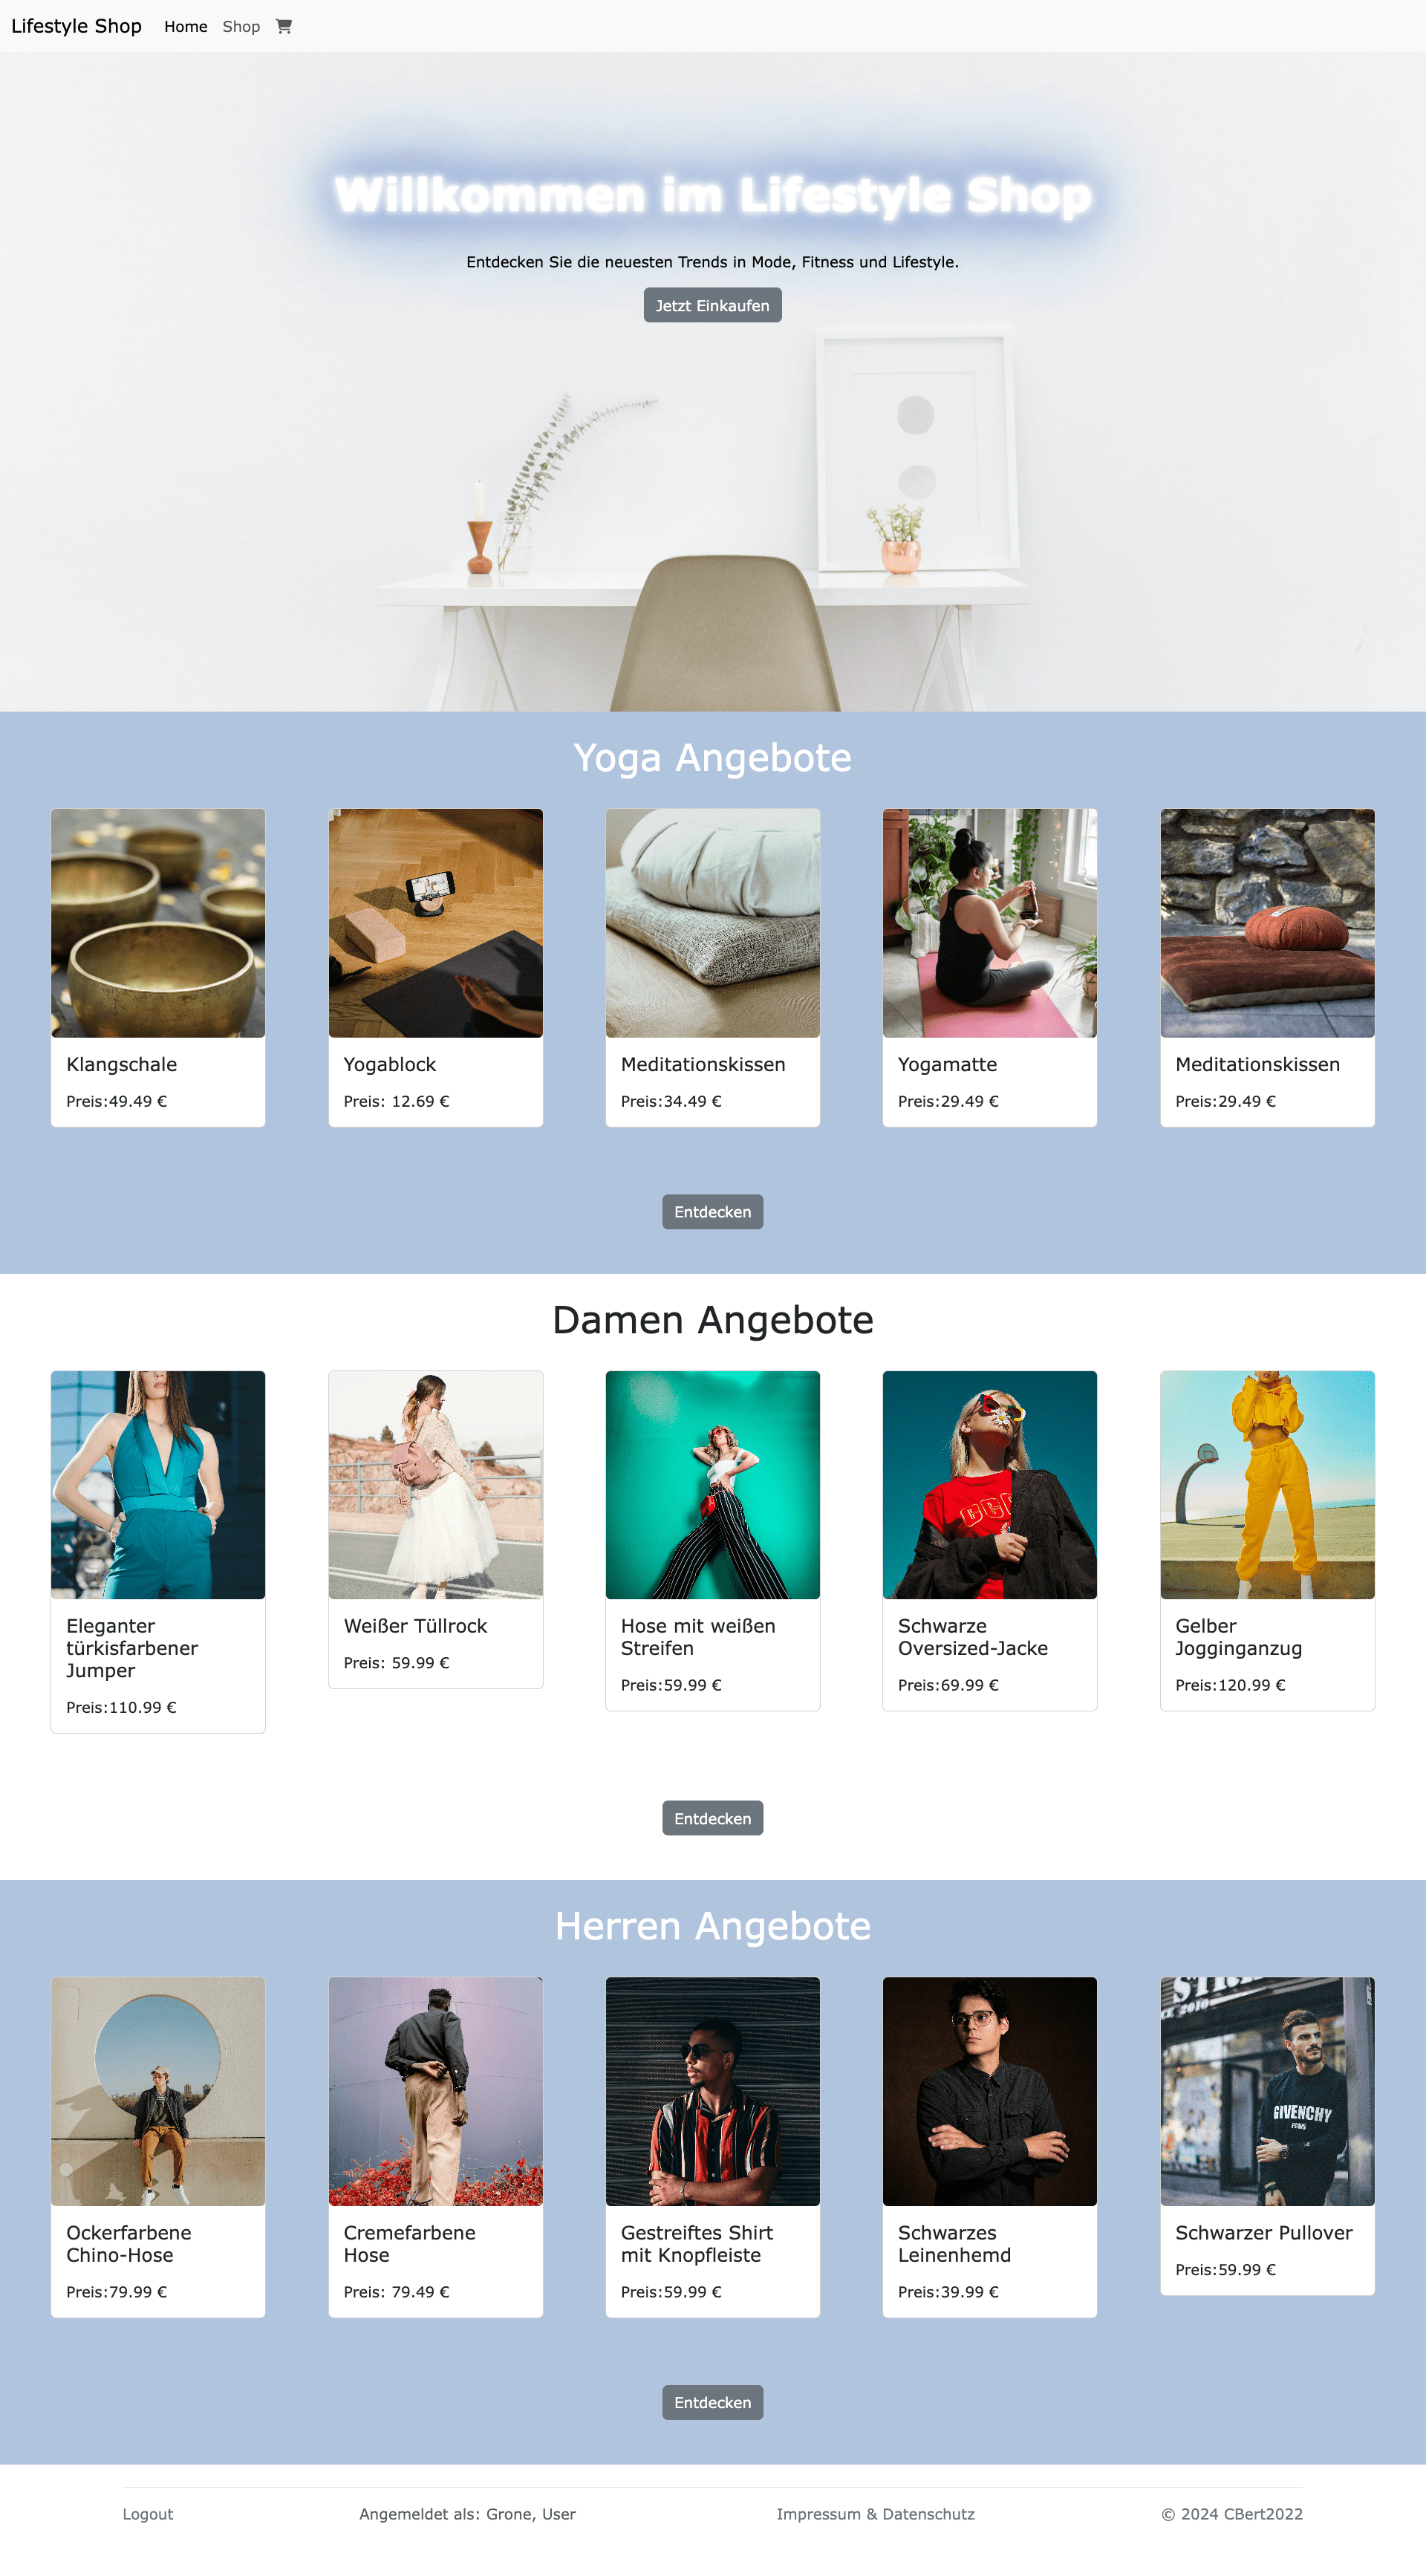 Lifestyle Shop Home Shop
Willkommen im Lifestyle Shop
Entdecken Sie die neuesten Trends in Mode, Fitness und Lifestyle.
Jetzt Einkaufen
Yoga Angebote
Klangschale
Preis:49.49 €
Yogablock
Preis: 12.69 €
Meditationskissen
Preis:34.49 €
Yogamatte
Preis:29.49 €
Meditationskissen
Preis:29.49 €
Entdecken
Damen Angebote
Eleganter
türkisfarbener
Jumper
Preis:110.99 €
Weißer Tüllrock
Preis: 59.99 €
Hose mit weißen
Streifen
Preis:59.99 €
Schwarze
Oversized-Jacke
Preis:69.99 €
Gelber
Jogginganzug
Preis:120.99 €
Entdecken
Herren Angebote
Ockerfarbene
Chino-Hose
Preis:79.99 €
Cremefarbene
Hose
Preis: 79.49 €
Gestreiftes Shirt
mit Knopfleiste
Preis:59.99 €
Schwarzes
Leinenhemd
Preis:39.99 €
2010
GIVENCHY
PARIS
Schwarzer Pullover
Preis:59.99 €
Entdecken
Logout Angemeldet als: Grone, User Impressum & Datenschutz © 2024 CBert2022